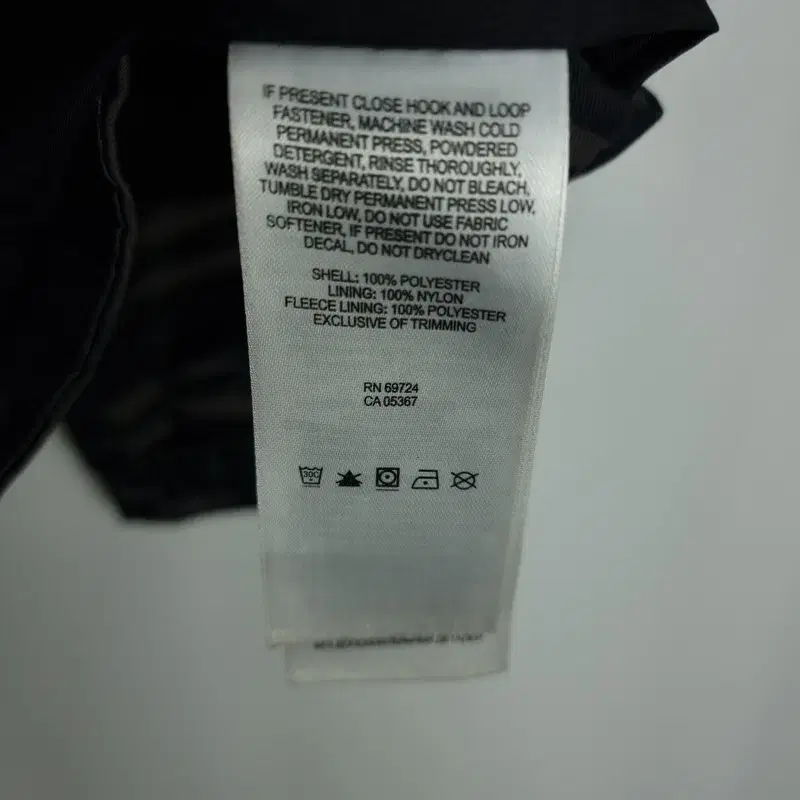 IF PRESENT CLOSE HOOK AND LOOP
FASTENER, MACHINE WASH COLD
PERMANENT PRESS, POWDERED
DETERGENT, RINSE THOROUGHLY,
WASH SEPARATELY, DO NOT BLEACH,
TUMBLE DRY PERMANENT PRESS LOW,
IRON LOW, DO NOT USE FABRIC
SOFTENER, IF PRESENT DO NOT IRON
DECAL, DO NOT DRYCLEAN
SHELL: 100% POLYESTER
LINING: 100% NYLON
FLEECE LINING: 100% POLYESTER
EXCLUSIVE OF TRIMMING
RN 69724
CA 05367
30C